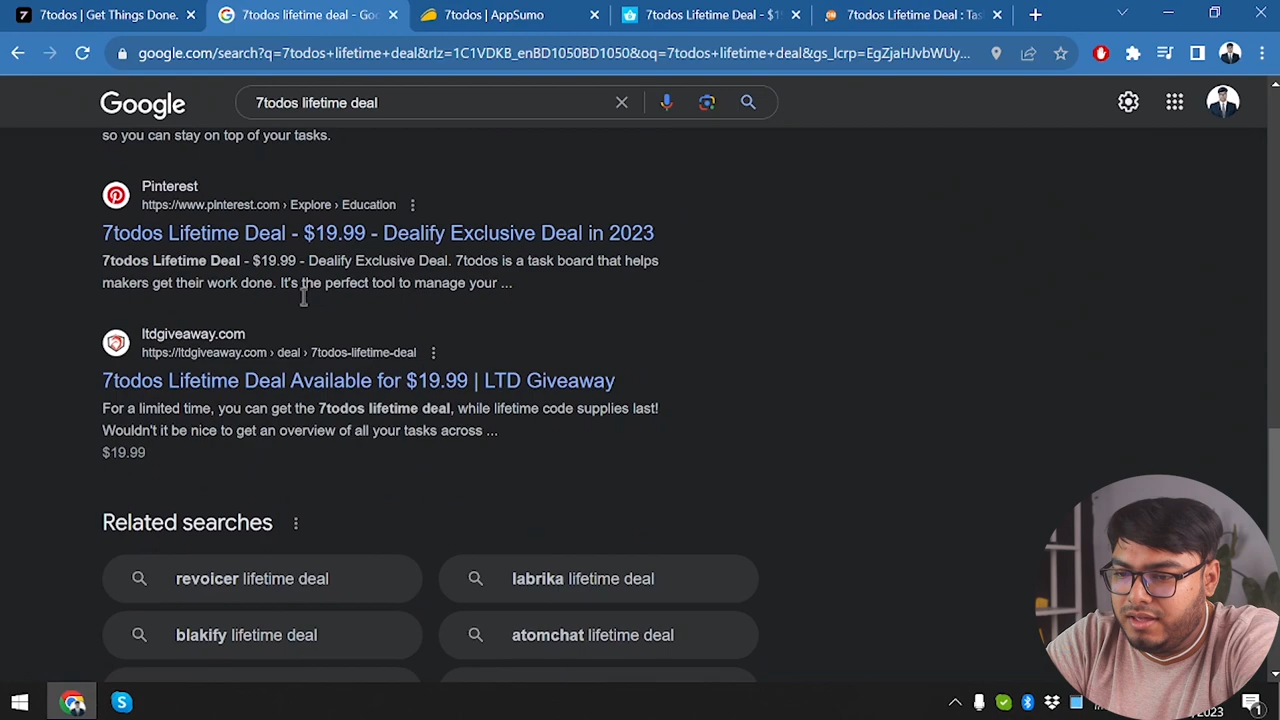 7todos | Get Things Done.
7todos lifetime deal - Goo
7todos | AppSumo
7todos Lifetime Deal - $1
7todos Lifetime Deal : Tas
google.com/search?q=7todos+lifetime+deal&rlz=1C1VDKB_enBD1050BD1050&oq=7todos+lifetime+deal&gs_lcrp=EgZjaHJvbWUy...
Google
7todos lifetime deal
so you can stay on top of your tasks.
Pinterest
https://www.pinterest.com › Explore › Education
7todos Lifetime Deal - $19.99 - Dealify Exclusive Deal in 2023
7todos Lifetime Deal - $19.99 - Dealify Exclusive Deal. 7todos is a task board that helps
makers get their work done. It's the perfect tool to manage your ...
ltdgiveaway.com
https://ltdgiveaway.com › deal › 7todos-lifetime-deal
7todos Lifetime Deal Available for $19.99 | LTD Giveaway
For a limited time, you can get the 7todos lifetime deal, while lifetime code supplies last!
Wouldn't it be nice to get an overview of all your tasks across ...
$19.99
Related searches
revoicer lifetime deal
labrika lifetime deal
blakify lifetime deal
atomchat lifetime deal